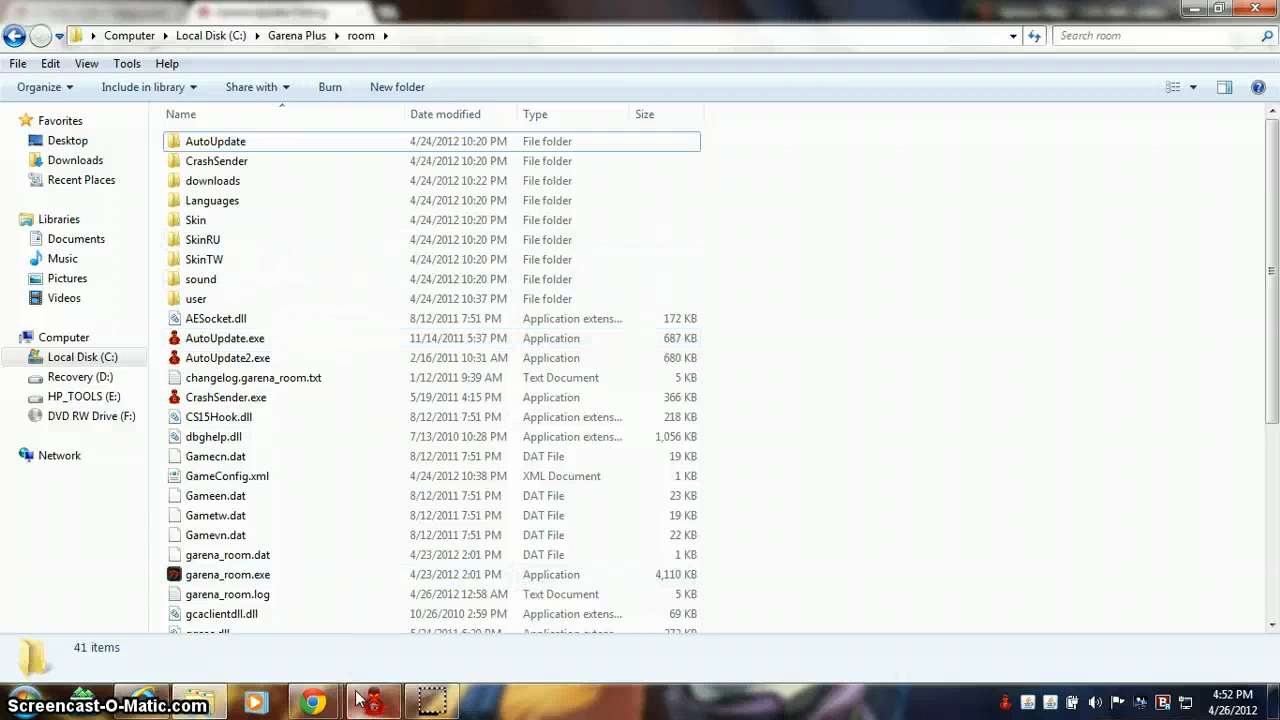 Computer Local Disk (C:) Garena Plus room Search room
File Edit View Tools Help
Organize Include in library Share with Burn New folder
Favorites
Desktop
Downloads
Recent Places
Libraries
Documents
Music
Pictures
Videos
Computer
Local Disk (C:)
Recovery (D:)
HP_TOOLS (E:)
DVD RW Drive (F:)
Network
Name Date modified Type Size
AutoUpdate 4/24/2012 10:20 PM File folder
CrashSender 4/24/2012 10:20 PM File folder
downloads 4/24/2012 10:22 PM File folder
Languages 4/24/2012 10:20 PM File folder
Skin 4/24/2012 10:20 PM File folder
SkinRU 4/24/2012 10:20 PM File folder
SkinTW 4/24/2012 10:20 PM File folder
sound 4/24/2012 10:20 PM File folder
user 4/24/2012 10:37 PM File folder
AESocket.dll 8/12/2011 7:51 PM Application extens... 172 KB
AutoUpdate.exe 11/14/2011 5:37 PM Application 687 KB
AutoUpdate2.exe 2/16/2011 10:31 AM Application 680 KB
changelog.garena_room.txt 1/12/2011 9:39 AM Text Document 5 KB
CrashSender.exe 5/19/2011 4:15 PM Application 366 KB
CS15Hook.dll 8/12/2011 7:51 PM Application extens... 218 KB
dbghelp.dll 7/13/2010 10:28 PM Application extens... 1,056 KB
Gamecn.dat 8/12/2011 7:51 PM DAT File 19 KB
GameConfig.xml 4/24/2012 10:38 PM XML Document 1 KB
Gameen.dat 8/12/2011 7:51 PM DAT File 23 KB
Gametw.dat 8/12/2011 7:51 PM DAT File 19 KB
Gamevn.dat 8/12/2011 7:51 PM DAT File 22 KB
garena_room.dat 4/23/2012 2:01 PM DAT File 1 KB
garena_room.exe 4/23/2012 2:01 PM Application 4,110 KB
garena_room.log 4/26/2012 12:58 AM Text Document 5 KB
gcaclientdll.dll 10/26/2010 2:59 PM Application extens... 69 KB
41 items
Screencast-O-Matic.com
4:52 PM
4/26/2012